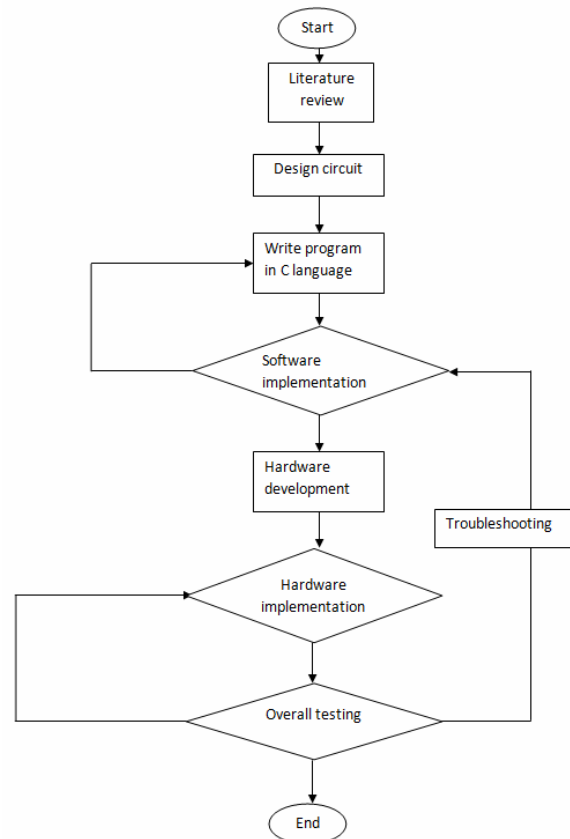 Start
Literature
review
Design circuit
Write program
in C language
Software
implementation
Hardware
development
Troubleshooting
Hardware
implementation
Overall testing
End